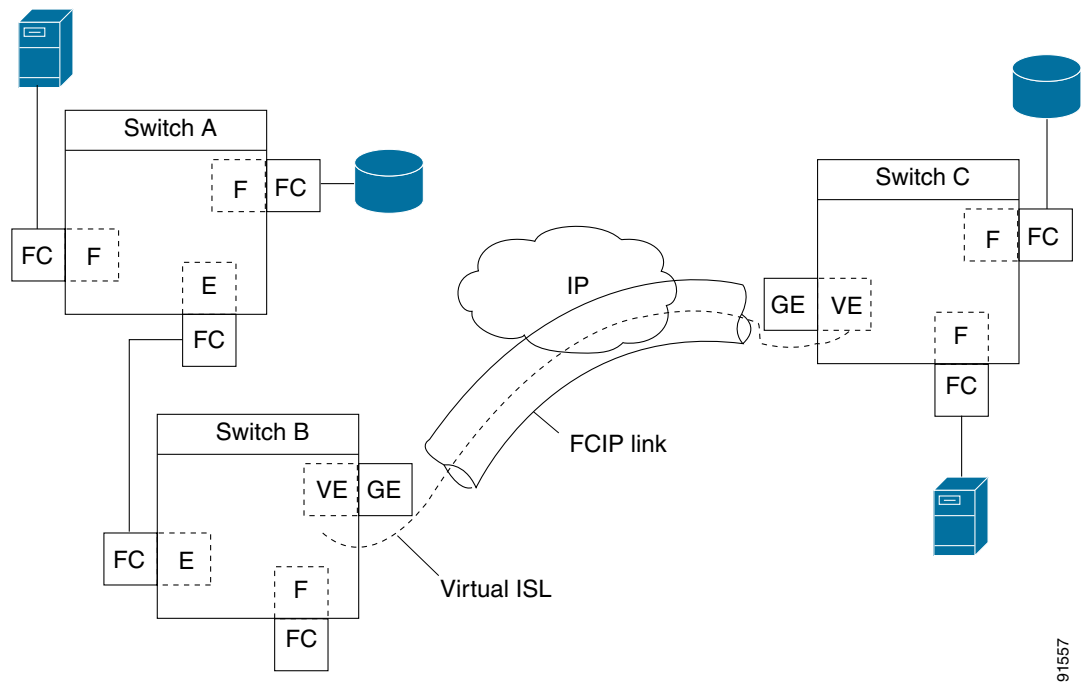 Switch A
F
FC
FC
F
E
FC
Switch B
VE
GE
FC
E
F
FC
IP
FCIP link
Virtual ISL
Switch C
F
FC
GE
VE
F
FC
91557